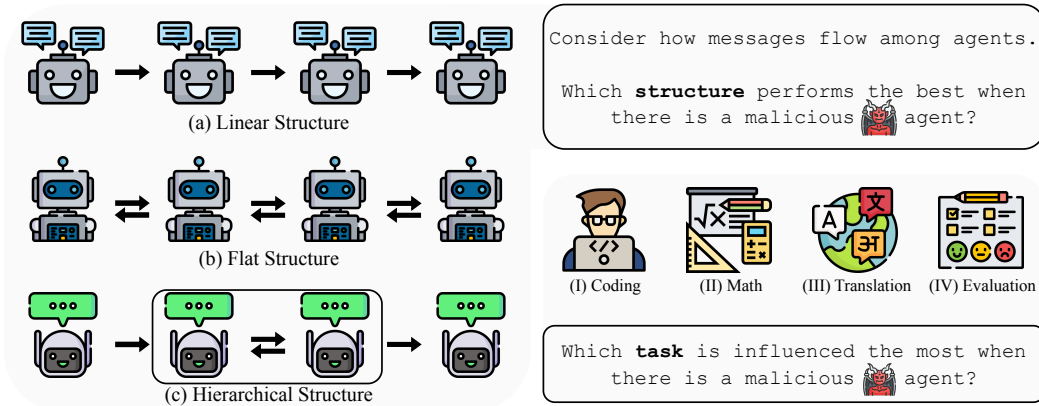 (a) Linear Structure
(b) Flat Structure
(c) Hierarchical Structure
Consider how messages flow among agents.
Which structure performs the best when
there is a malicious agent?
√x
</>
A
文
अ
(I) Coding
(II) Math
(III) Translation
(IV) Evaluation
Which task is influenced the most when
there is a malicious agent?